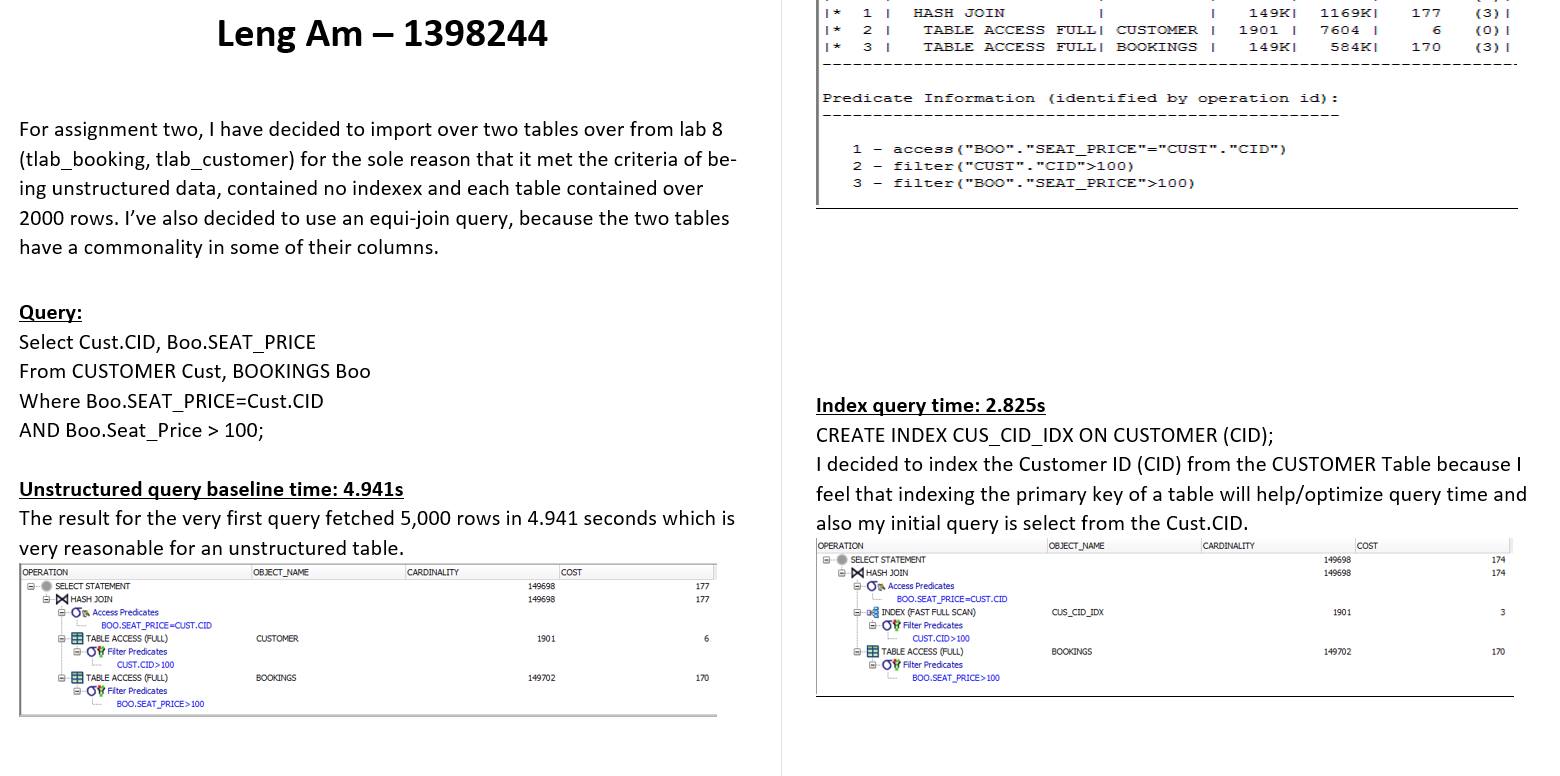 Leng Am – 1398244
For assignment two, I have decided to import over two tables over from lab 8
(tlab_booking, tlab_customer) for the sole reason that it met the criteria of be-
ing unstructured data, contained no indexex and each table contained over
2000 rows. I’ve also decided to use an equi-join query, because the two tables
have a commonality in some of their columns.
Query:
Select Cust.CID, Boo.SEAT_PRICE
From CUSTOMER Cust, BOOKINGS Boo
Where Boo.SEAT_PRICE=Cust.CID
AND Boo.Seat_Price > 100;
Unstructured query baseline time: 4.941s
The result for the very first query fetched 5,000 rows in 4.941 seconds which is
very reasonable for an unstructured table.
OPERATION OBJECT_NAME CARDINALITY COST
SELECT STATEMENT 149698 177
HASH JOIN 149698 177
Access Predicates
BOO.SEAT_PRICE=CUST.CID
TABLE ACCESS (FULL) CUSTOMER 1901 6
Filter Predicates
CUST.CID>100
TABLE ACCESS (FULL) BOOKINGS 149702 170
Filter Predicates
BOO.SEAT_PRICE>100
|* 1 | HASH JOIN | | 149K| 1169K| 177 (3)|
|* 2 | TABLE ACCESS FULL| CUSTOMER | 1901 | 7604 | 6 (0)|
|* 3 | TABLE ACCESS FULL| BOOKINGS | 149K| 584K| 170 (3)|
Predicate Information (identified by operation id):
1 - access("BOO"."SEAT_PRICE"="CUST"."CID")
2 - filter("CUST"."CID">100)
3 - filter("BOO"."SEAT_PRICE">100)
Index query time: 2.825s
CREATE INDEX CUS_CID_IDX ON CUSTOMER (CID);
I decided to index the Customer ID (CID) from the CUSTOMER Table because I
feel that indexing the primary key of a table will help/optimize query time and
also my initial query is select from the Cust.CID.
OPERATION OBJECT_NAME CARDINALITY COST
SELECT STATEMENT 149698 174
HASH JOIN 149698 174
Access Predicates
BOO.SEAT_PRICE=CUST.CID
INDEX (FAST FULL SCAN) CUS_CID_IDX 1901 3
Filter Predicates
CUST.CID>100
TABLE ACCESS (FULL) BOOKINGS 149702 170
Filter Predicates
BOO.SEAT_PRICE>100